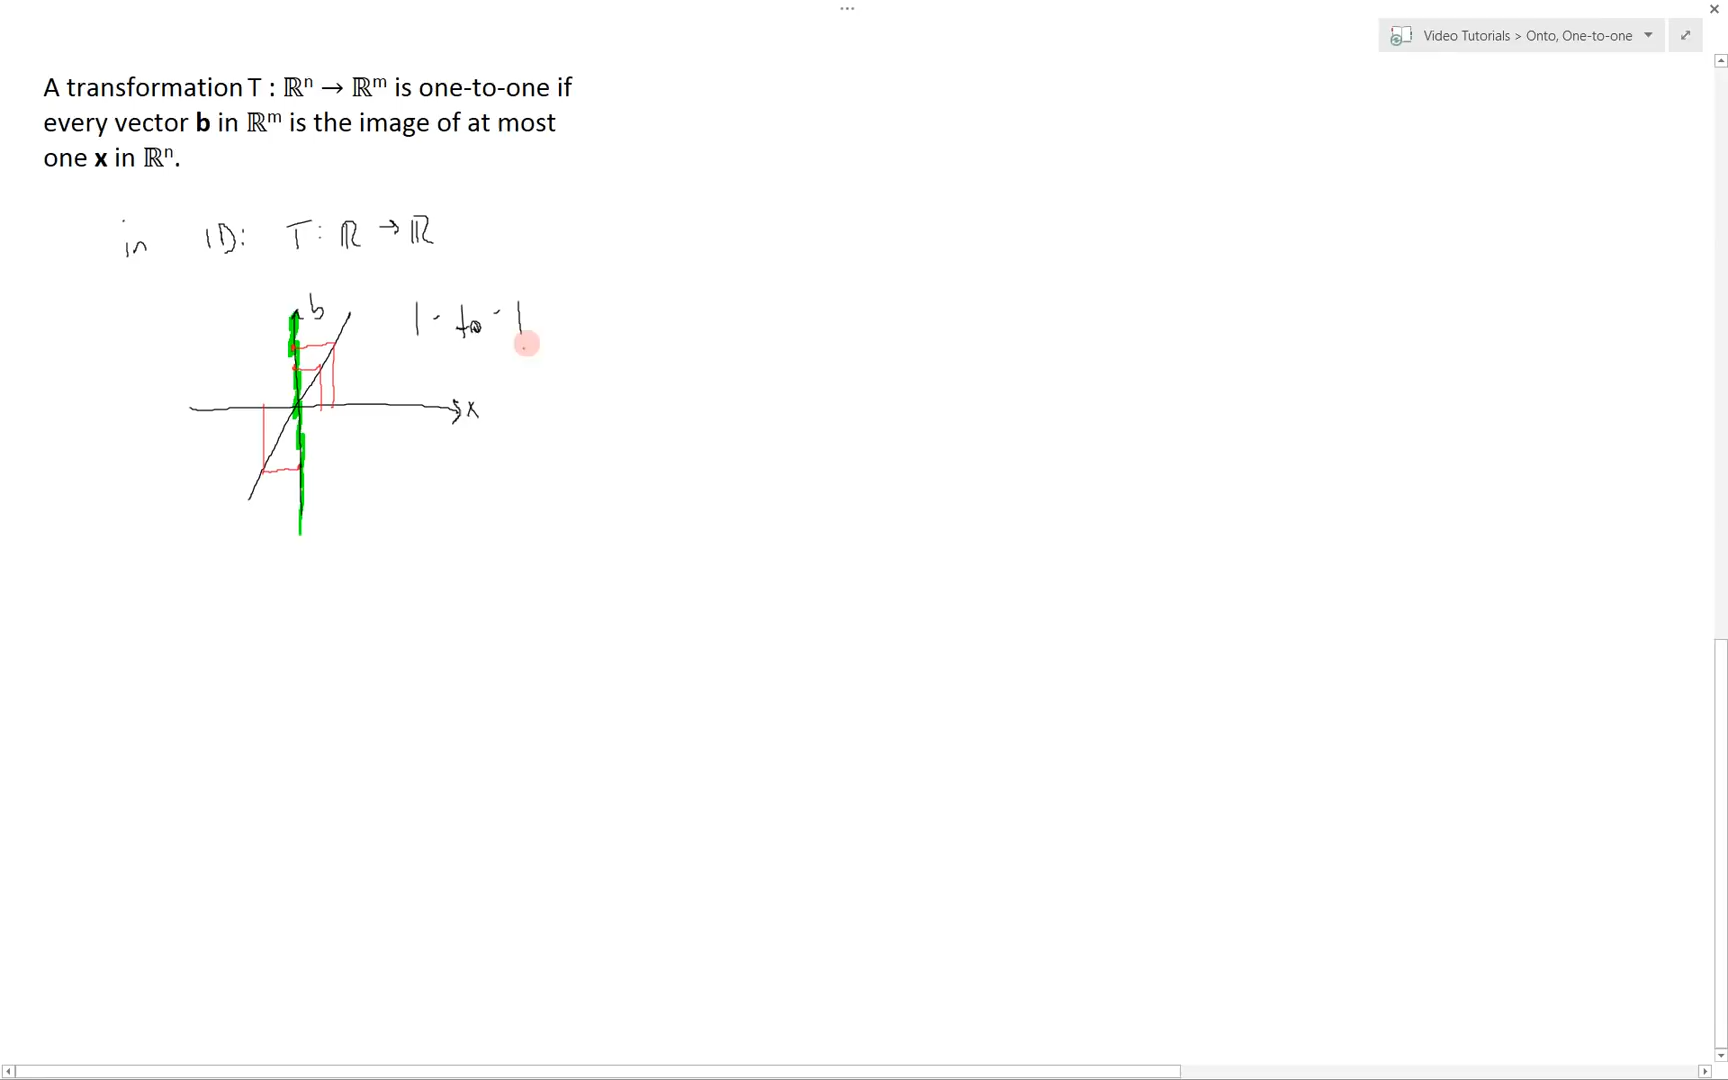 Video Tutorials > Onto, One-to-one
A transformation T : ℝⁿ → ℝᵐ is one-to-one if
every vector b in ℝᵐ is the image of at most
one x in ℝⁿ.
in 1D: T: ℝ → ℝ
b
1-to-1
x